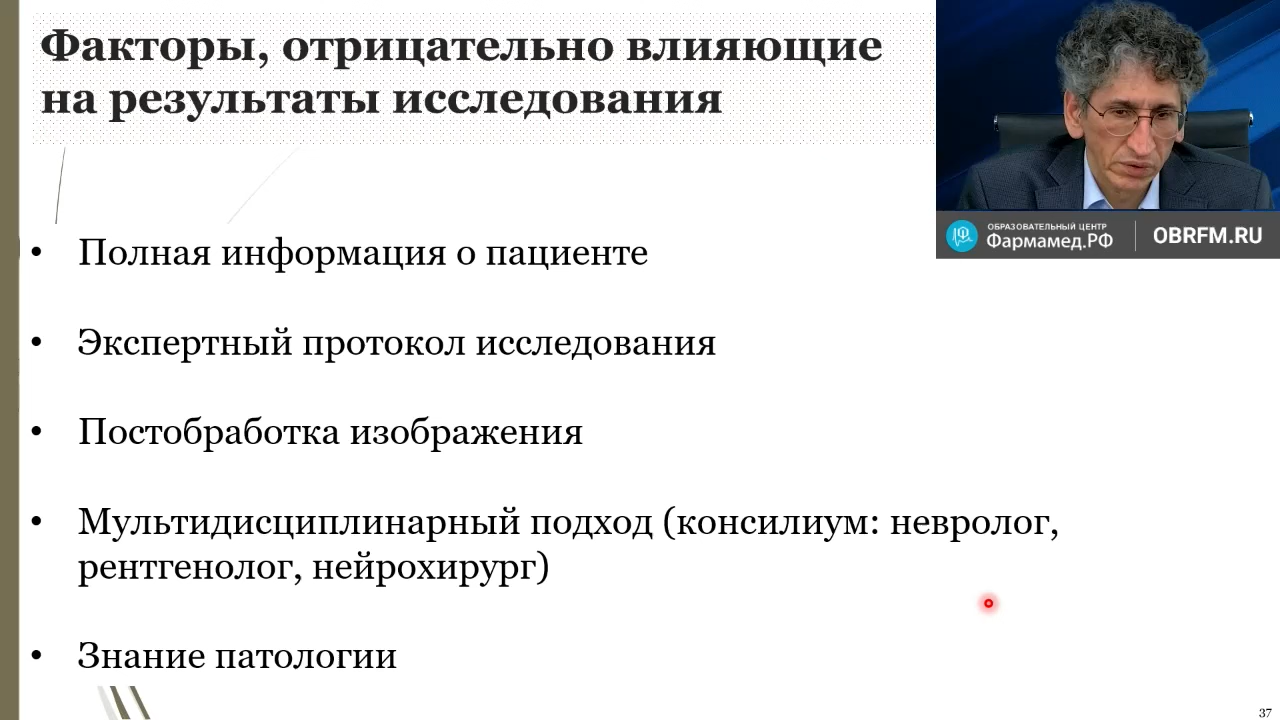 Факторы, отрицательно влияющие
на результаты исследования
ОБРАЗОВАТЕЛЬНЫЙ ЦЕНТР
Фармамед.РФ
OBRFM.RU
• Полная информация о пациенте
• Экспертный протокол исследования
• Постобработка изображения
• Мультидисциплинарный подход (консилиум: невролог,
рентгенолог, нейрохирург)
• Знание патологии
37